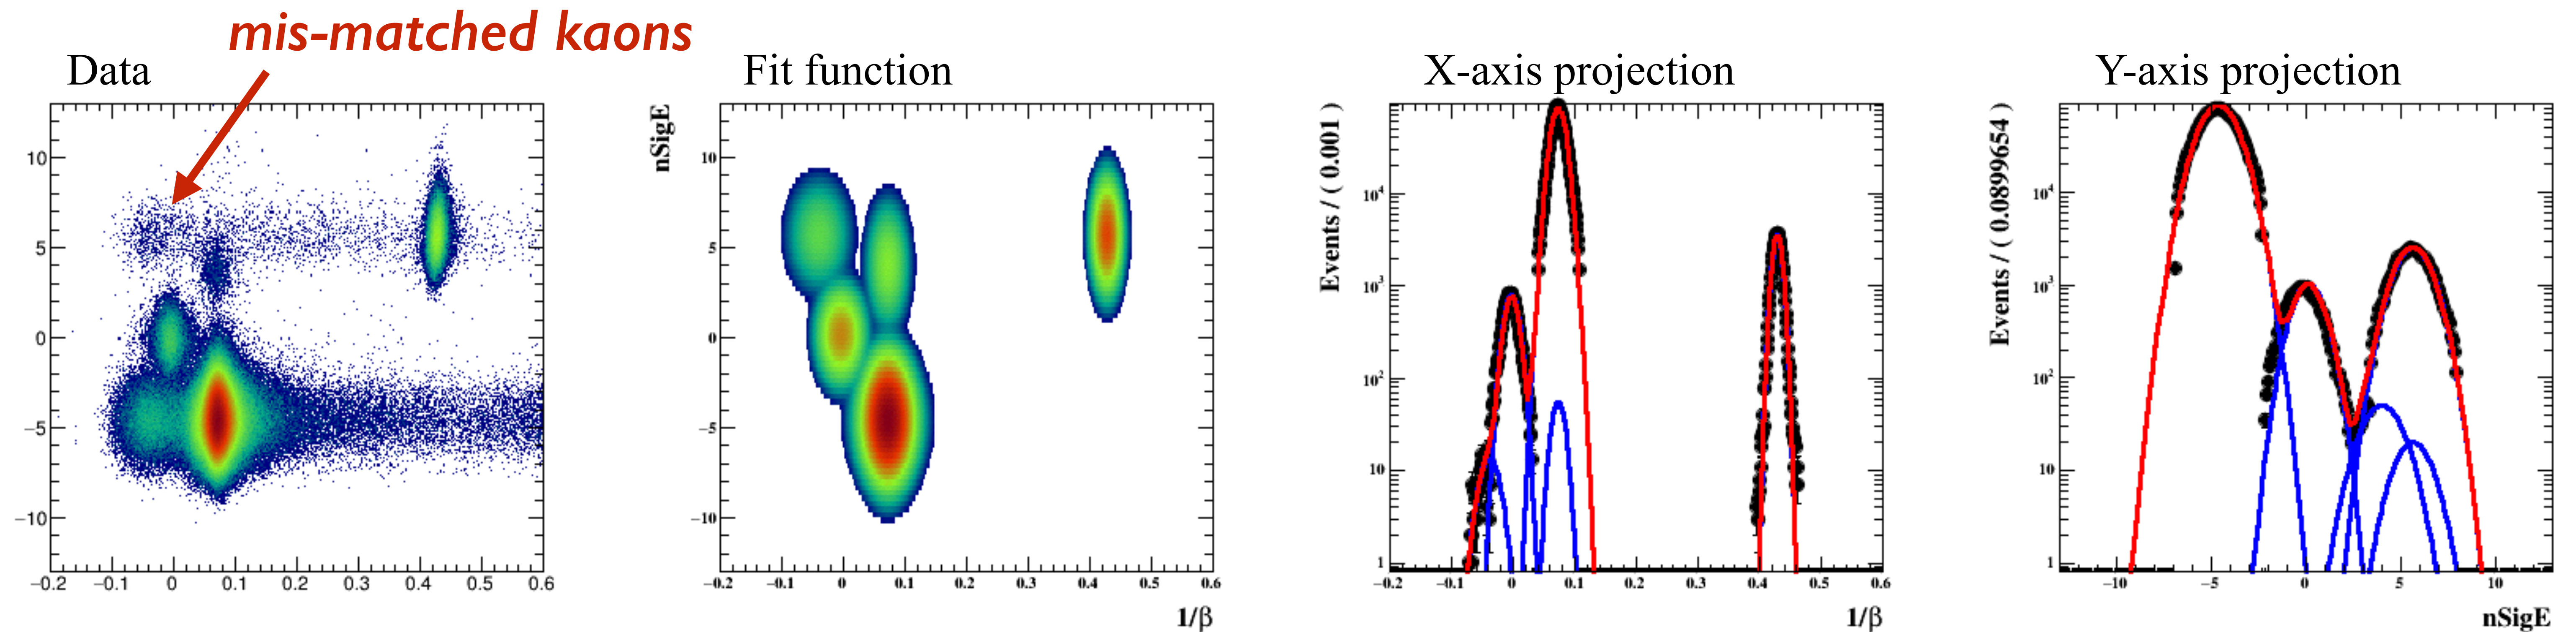 mis-matched kaons
Data
Fit function
X-axis projection
Y-axis projection
10
5
0
−5
−10
−0.2 −0.1 0 0.1 0.2 0.3 0.4 0.5 0.6
nSigE
10
5
0
−5
−10
−0.2 −0.1 0 0.1 0.2 0.3 0.4 0.5 0.6
1/β
Events / ( 0.001 )
10⁴
10³
10²
10
1
−0.2 −0.1 0 0.1 0.2 0.3 0.4 0.5 0.6
1/β
Events / ( 0.0899654 )
10⁴
10³
10²
10
1
−10 −5 0 5 10
nSigE